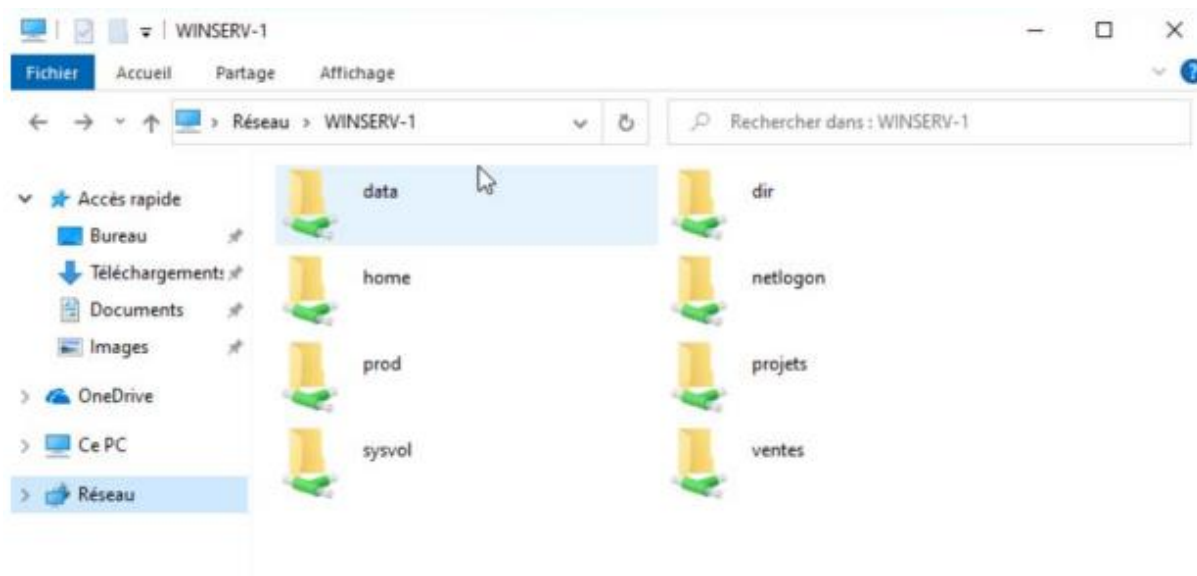 WINSERV-1
Fichier Accueil Partage Affichage
Réseau > WINSERV-1
Rechercher dans : WINSERV-1
Accès rapide
Bureau
Téléchargements
Documents
Images
OneDrive
Ce PC
Réseau
data dir
home netlogon
prod projets
sysvol ventes